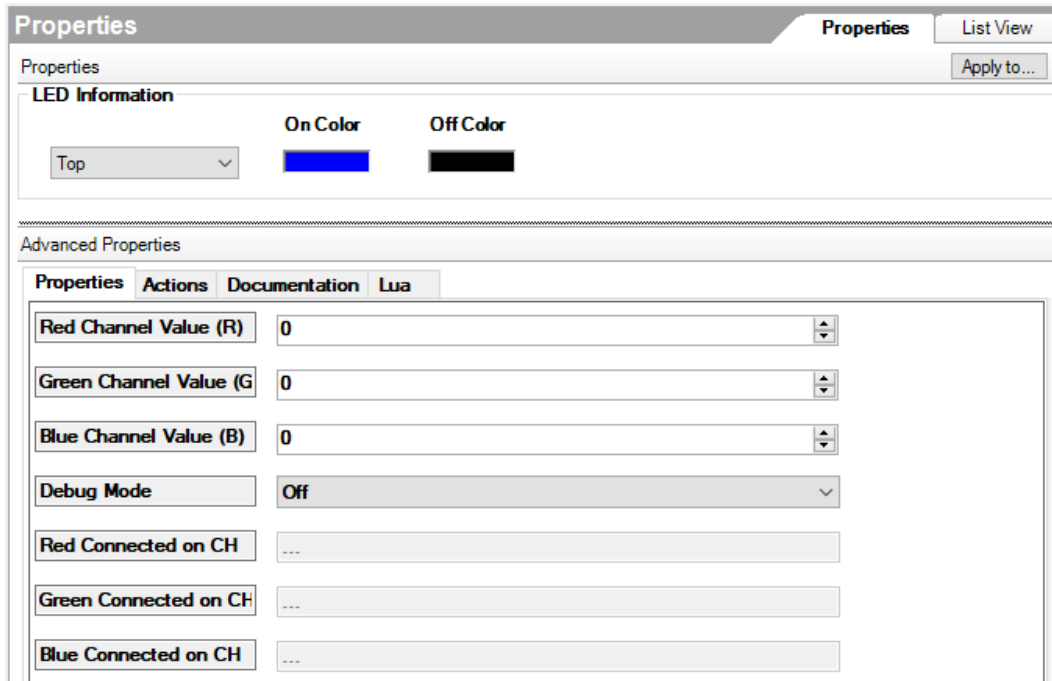 Properties
Properties
List View
Properties
Apply to...
LED Information
On Color
Off Color
Top
Advanced Properties
Properties
Actions
Documentation
Lua
Red Channel Value (R)
0
Green Channel Value (G
0
Blue Channel Value (B)
0
Debug Mode
Off
Red Connected on CH
---
Green Connected on CH
---
Blue Connected on CH
---